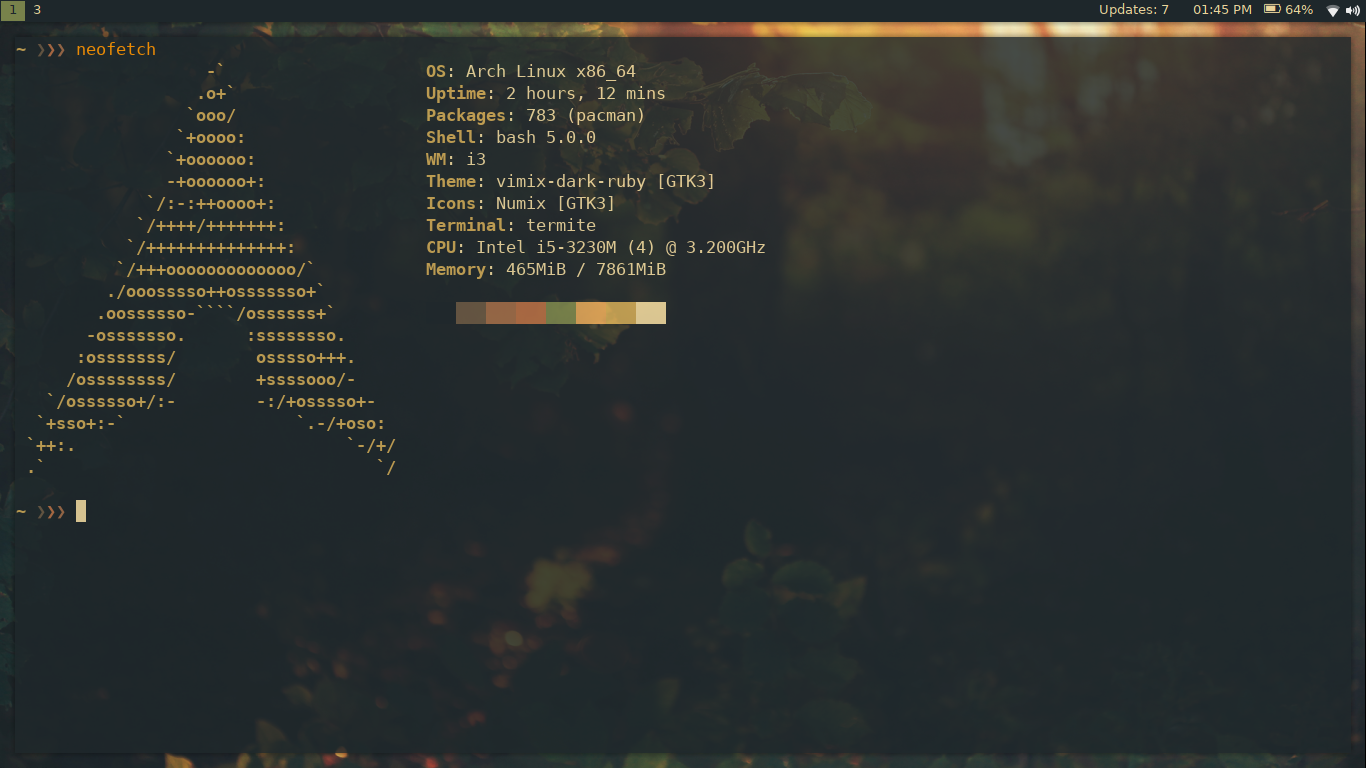 1 3 Updates: 7 01:45 PM 64%
~ ❯❯❯ neofetch
-` OS: Arch Linux x86_64
.o+` Uptime: 2 hours, 12 mins
`ooo/ Packages: 783 (pacman)
`+oooo: Shell: bash 5.0.0
`+oooooo: WM: i3
-+oooooo+: Theme: vimix-dark-ruby [GTK3]
`/:-:++oooo+: Icons: Numix [GTK3]
`/++++/+++++++: Terminal: termite
`/++++++++++++++: CPU: Intel i5-3230M (4) @ 3.200GHz
`/+++ooooooooooooo/` Memory: 465MiB / 7861MiB
./ooosssso++osssssso+`
.oossssso-````/ossssss+`
-osssssso. :ssssssso.
:osssssss/ osssso+++.
/ossssssss/ +ssssooo/-
`/ossssso+/:- -:/+osssso+-
`+sso+:-` `.-/+oso:
`++:. `-/+/
.` `/
~ ❯❯❯